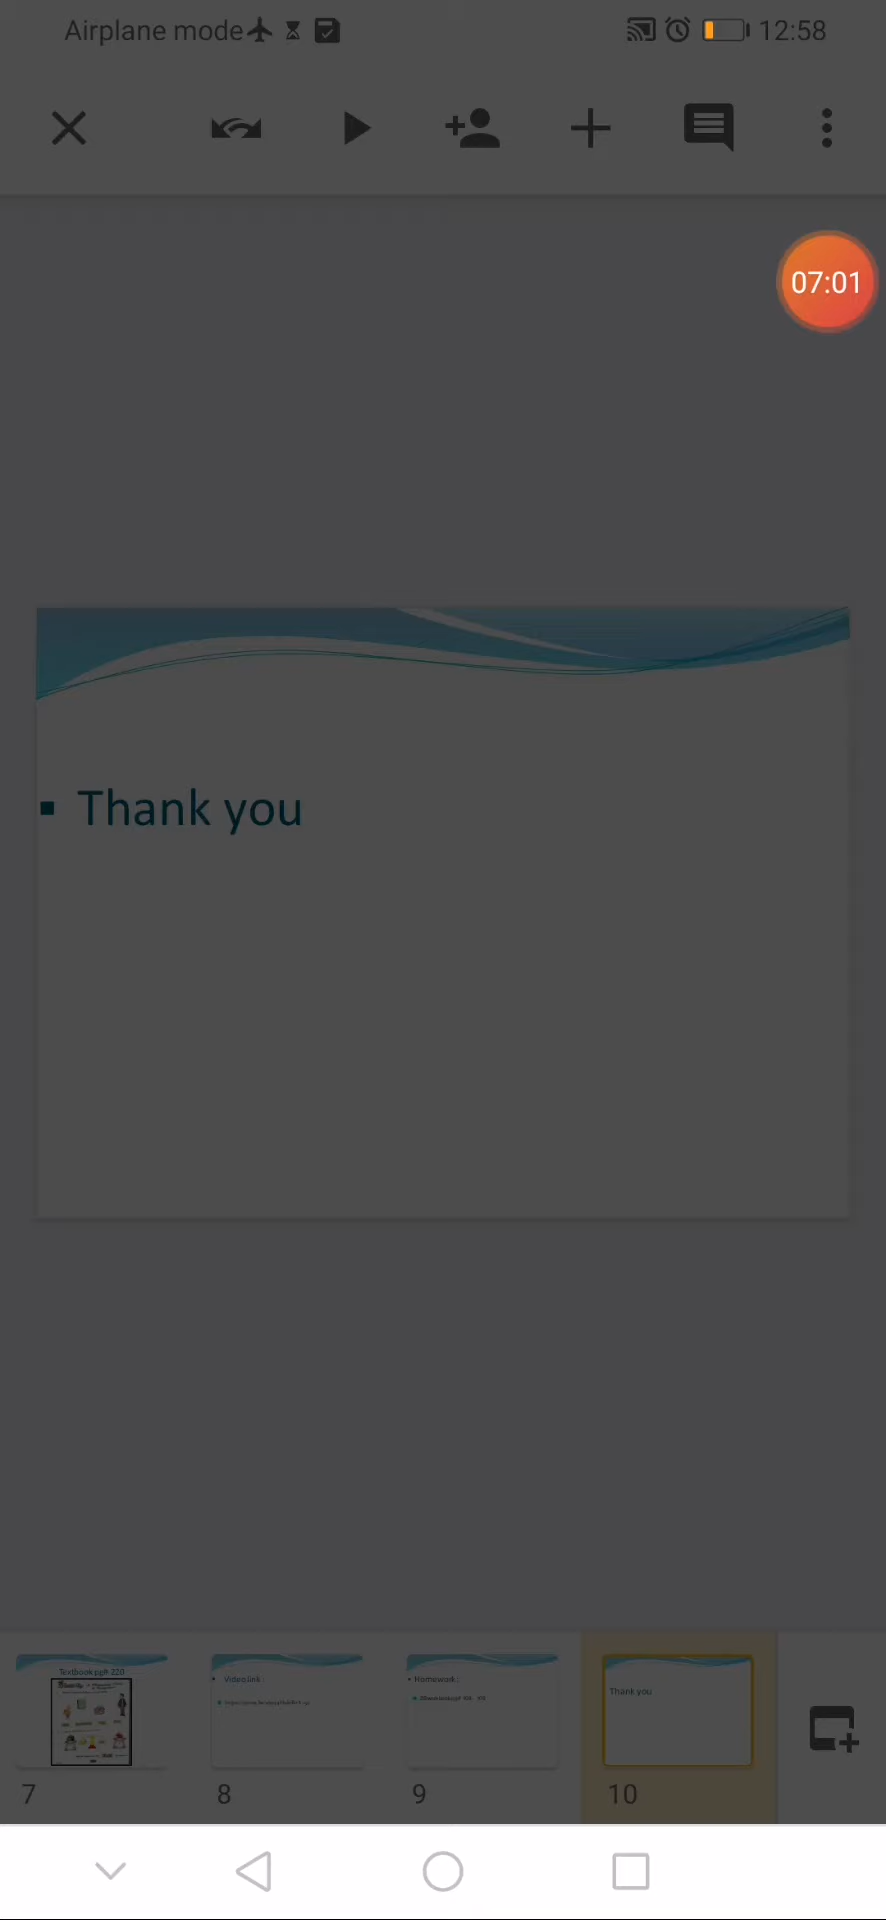 Airplane mode 12:58
07:01
▪ Thank you
Textbook pg# 220
Video link :
Homework :
Thank you
7 8 9 10